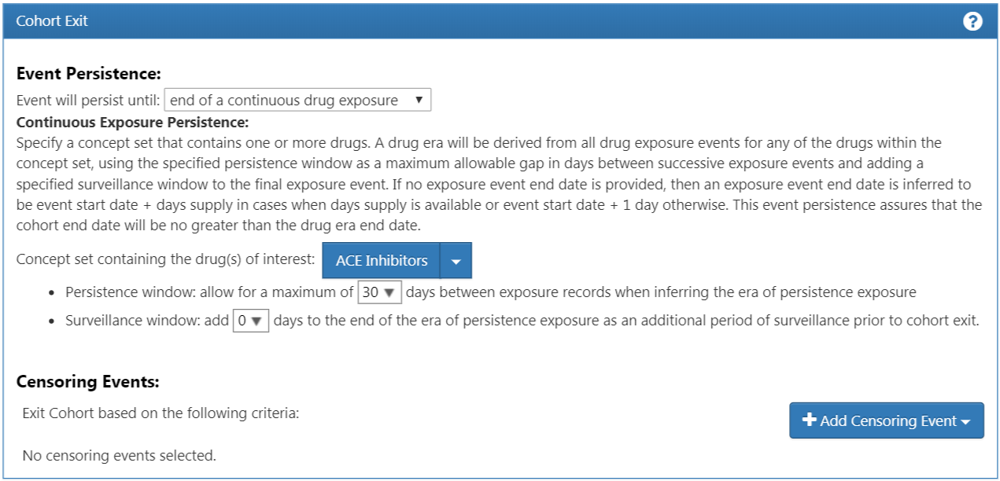 Cohort Exit
?
Event Persistence:
Event will persist until: end of a continuous drug exposure ▼
Continuous Exposure Persistence:
Specify a concept set that contains one or more drugs. A drug era will be derived from all drug exposure events for any of the drugs within the
concept set, using the specified persistence window as a maximum allowable gap in days between successive exposure events and adding a
specified surveillance window to the final exposure event. If no exposure event end date is provided, then an exposure event end date is inferred to
be event start date + days supply in cases when days supply is available or event start date + 1 day otherwise. This event persistence assures that the
cohort end date will be no greater than the drug era end date.
Concept set containing the drug(s) of interest: ACE Inhibitors
• Persistence window: allow for a maximum of 30 ▼ days between exposure records when inferring the era of persistence exposure
• Surveillance window: add 0 ▼ days to the end of the era of persistence exposure as an additional period of surveillance prior to cohort exit.
Censoring Events:
Exit Cohort based on the following criteria:
+ Add Censoring Event
No censoring events selected.